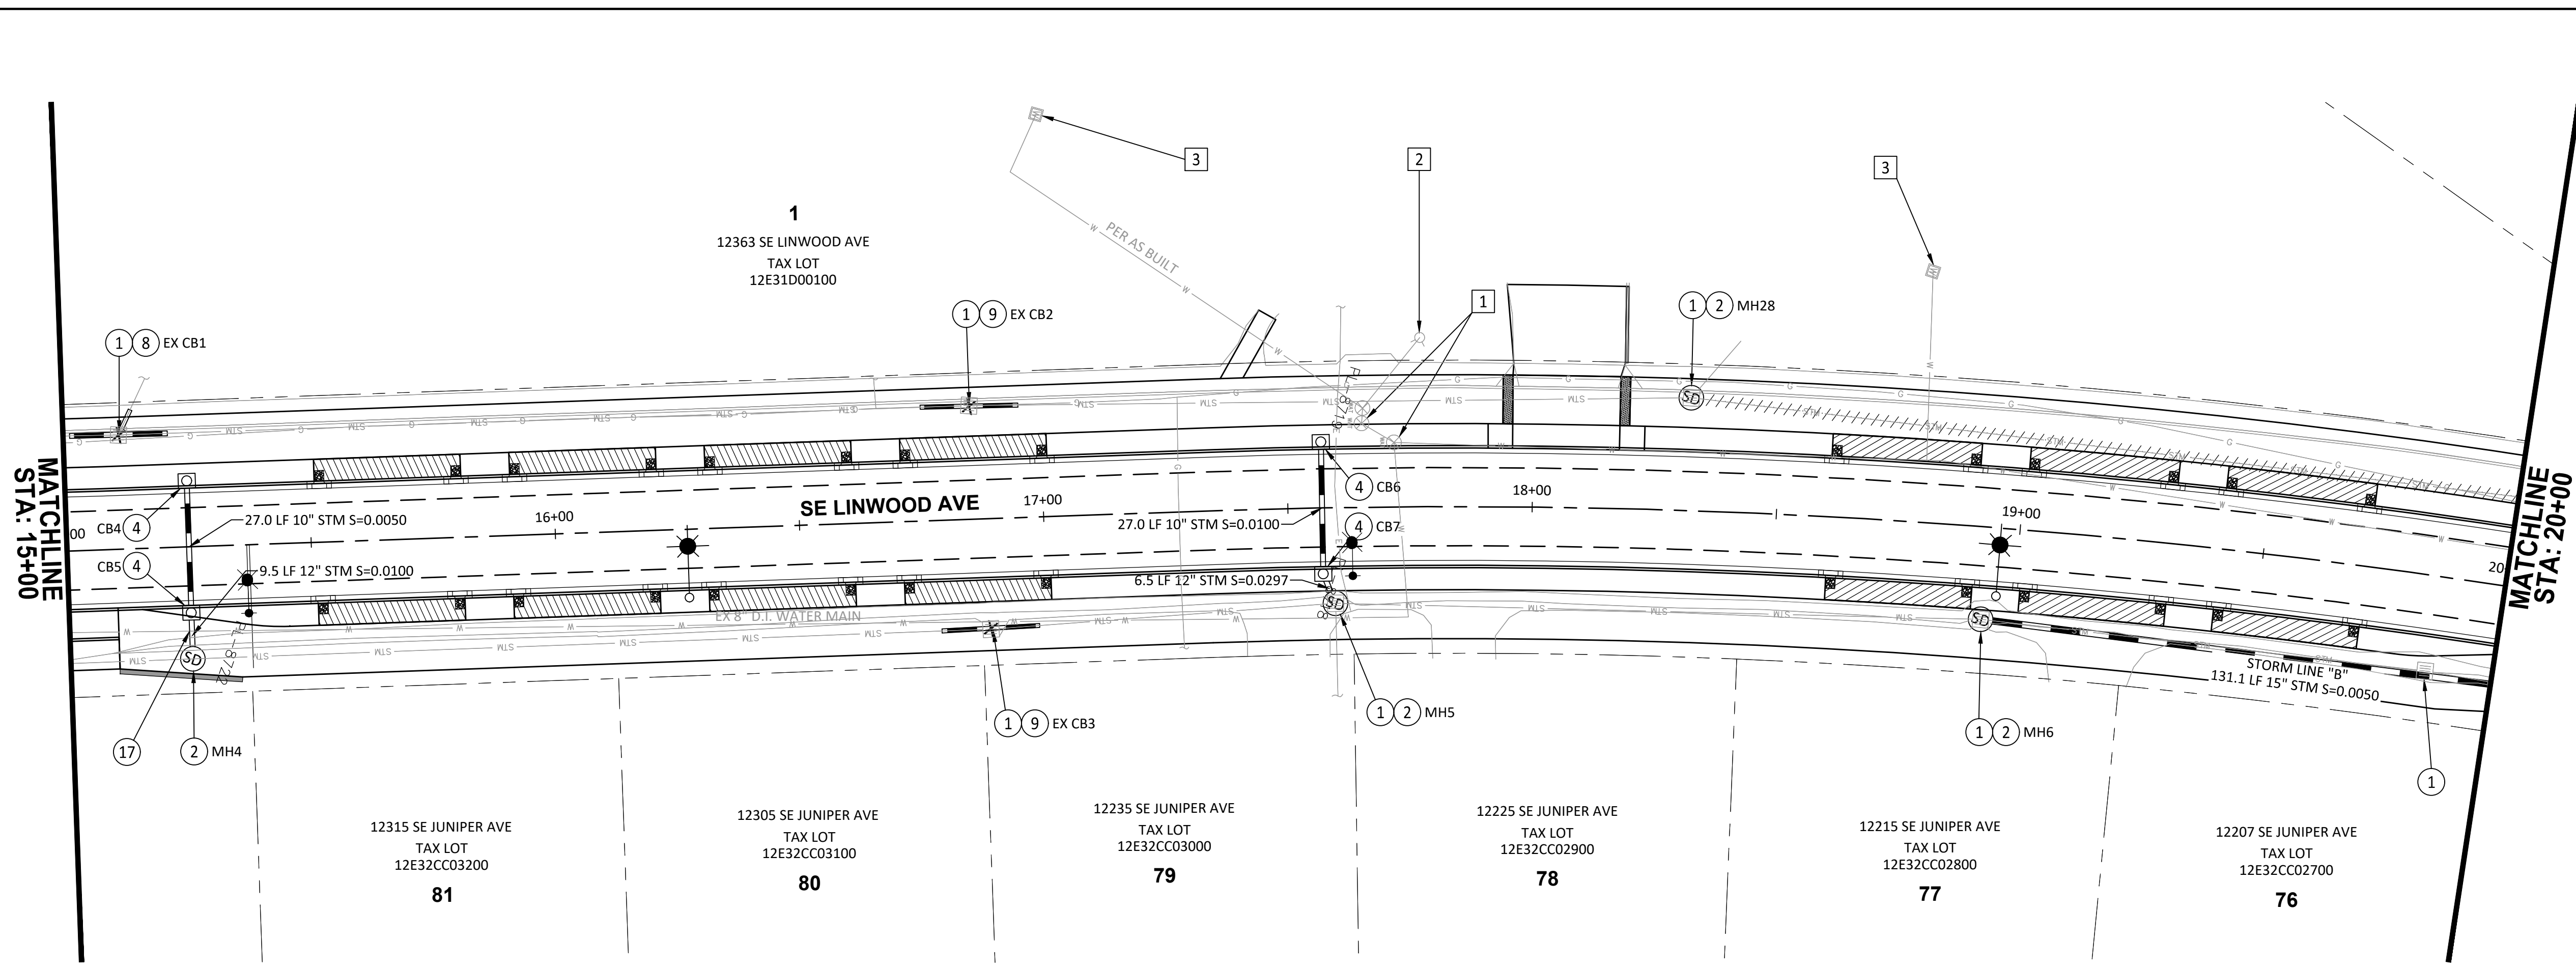 MATCHLINE
STA: 15+00
MATCHLINE
STA: 20+00
1
12363 SE LINWOOD AVE
TAX LOT
12E31D00100
3
2
3
1
PER AS BUILT
1 8 EX CB1
1 9 EX CB2
1 2 MH28
CB4 4
CB5 4
4 CB6
4 CB7
00
16+00
SE LINWOOD AVE
17+00
18+00
19+00
20
27.0 LF 10" STM S=0.0050
9.5 LF 12" STM S=0.0100
27.0 LF 10" STM S=0.0100
6.5 LF 12" STM S=0.0297
EX 8" D.I. WATER MAIN
SD
SD
SD
SD
STORM LINE "B"
131.1 LF 15" STM S=0.0050
17
2 MH4
1 9 EX CB3
1 2 MH5
1 2 MH6
1
12315 SE JUNIPER AVE
TAX LOT
12E32CC03200
81
12305 SE JUNIPER AVE
TAX LOT
12E32CC03100
80
12235 SE JUNIPER AVE
TAX LOT
12E32CC03000
79
12225 SE JUNIPER AVE
TAX LOT
12E32CC02900
78
12215 SE JUNIPER AVE
TAX LOT
12E32CC02800
77
12207 SE JUNIPER AVE
TAX LOT
12E32CC02700
76